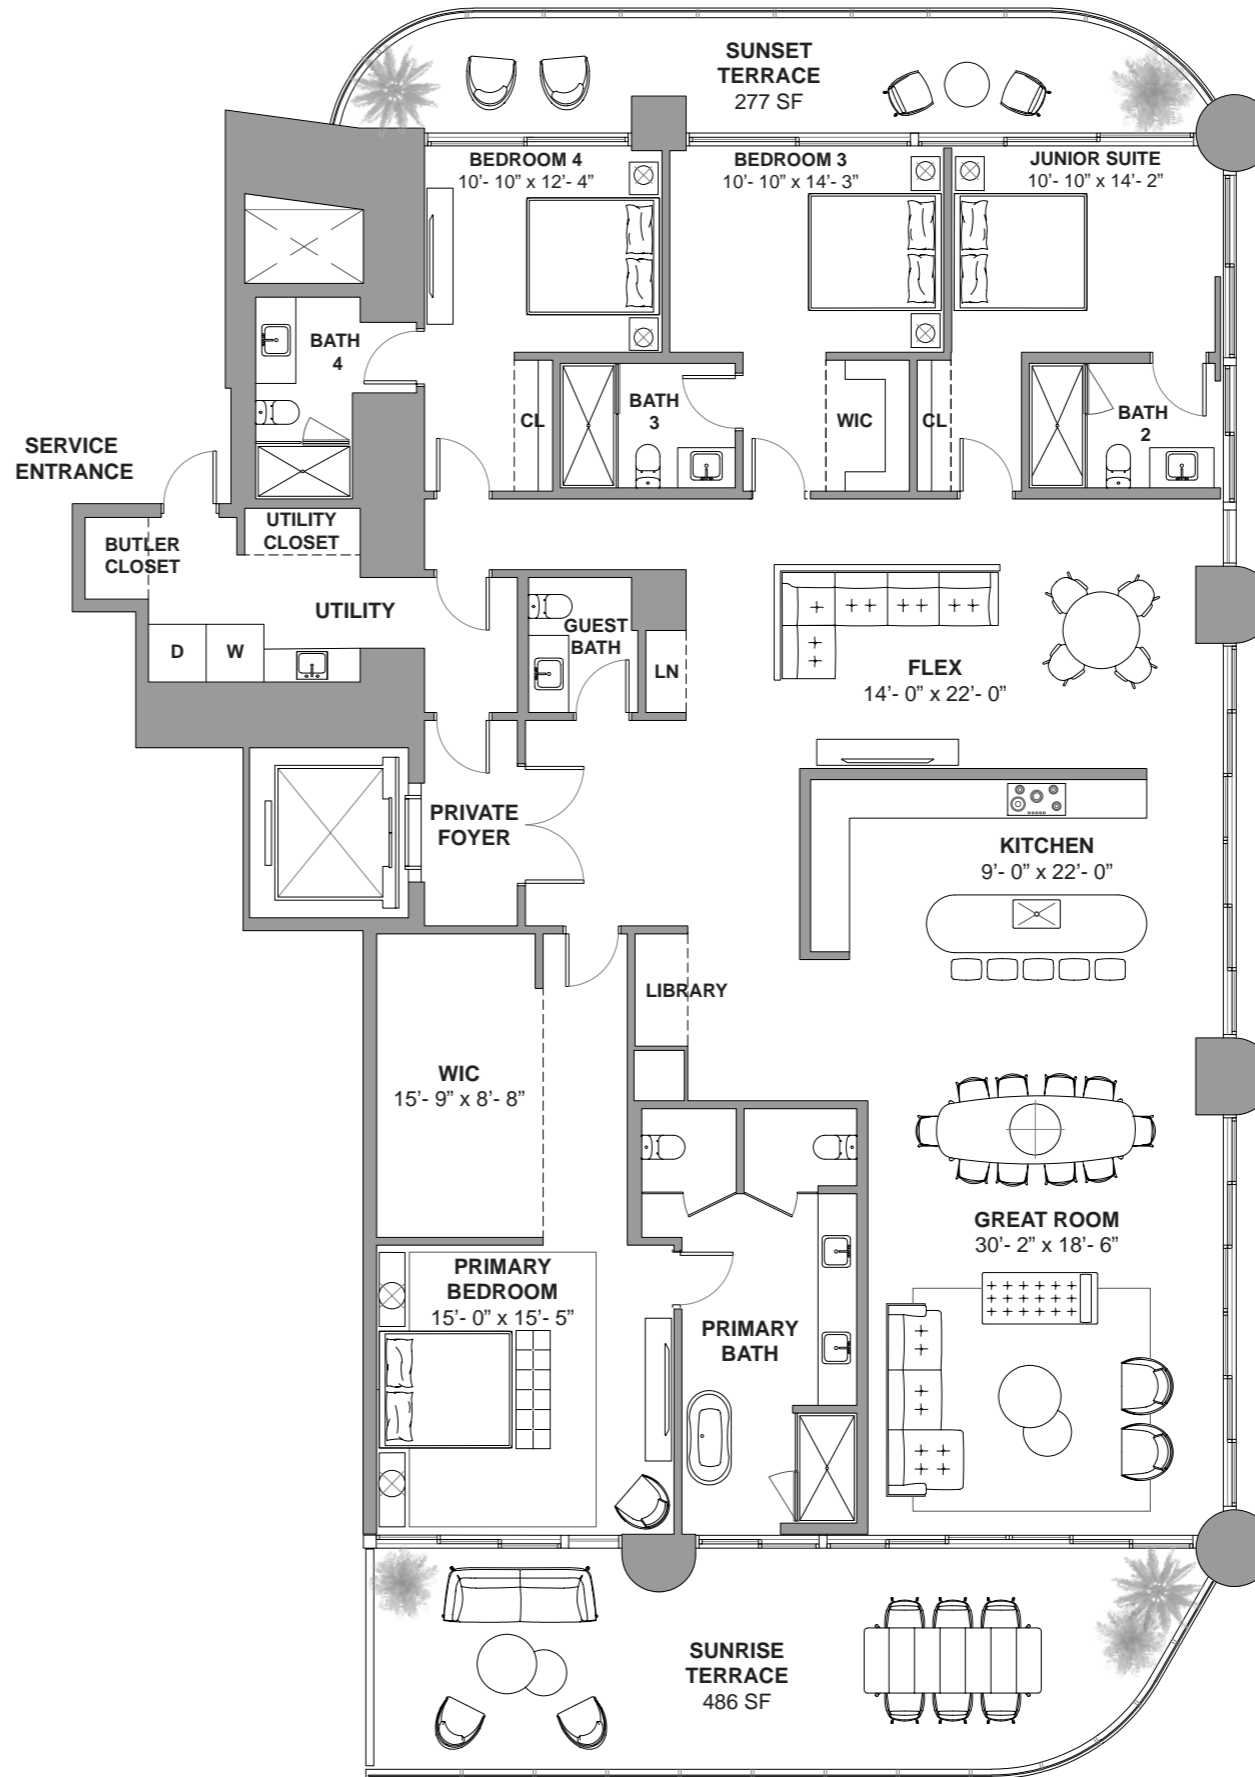 SUNSET
TERRACE
277 SF
BEDROOM 4
10'- 10” x 12'- 4”
BEDROOM 3
10'- 10” x 14'- 3”
JUNIOR SUITE
10'- 10” x 14'- 2”
BATH
4
CL
BATH
3
WIC
CL
BATH
2
SERVICE
ENTRANCE
BUTLER
CLOSET
UTILITY
CLOSET
UTILITY
D
W
GUEST
BATH
LN
FLEX
14'- 0” x 22'- 0”
PRIVATE
FOYER
KITCHEN
9'- 0” x 22'- 0”
LIBRARY
WIC
15'- 9” x 8'- 8”
GREAT ROOM
30'- 2” x 18'- 6”
PRIMARY
BEDROOM
15'- 0” x 15'- 5”
PRIMARY
BATH
SUNRISE
TERRACE
486 SF